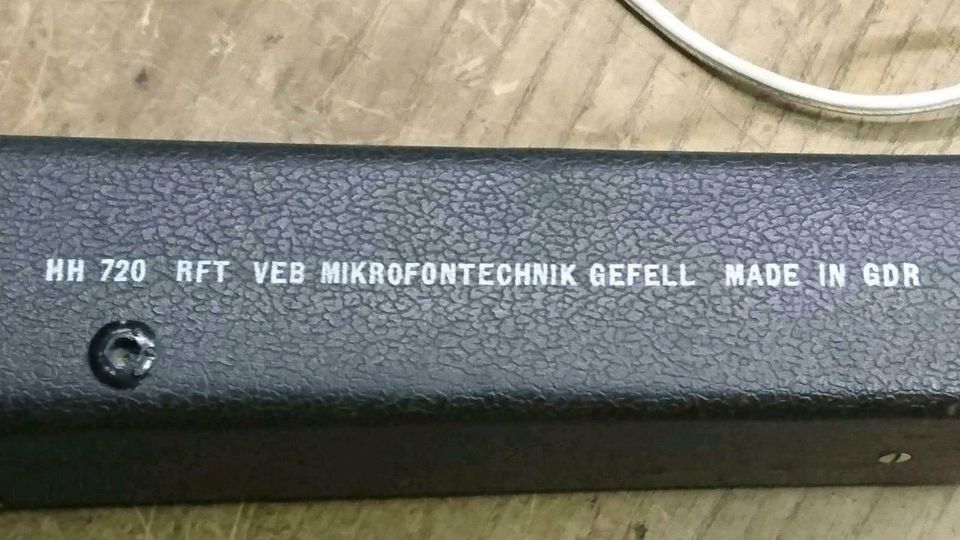 HH 720 RFT VEB MIKROFONTECHNIK GEFELL MADE IN GDR